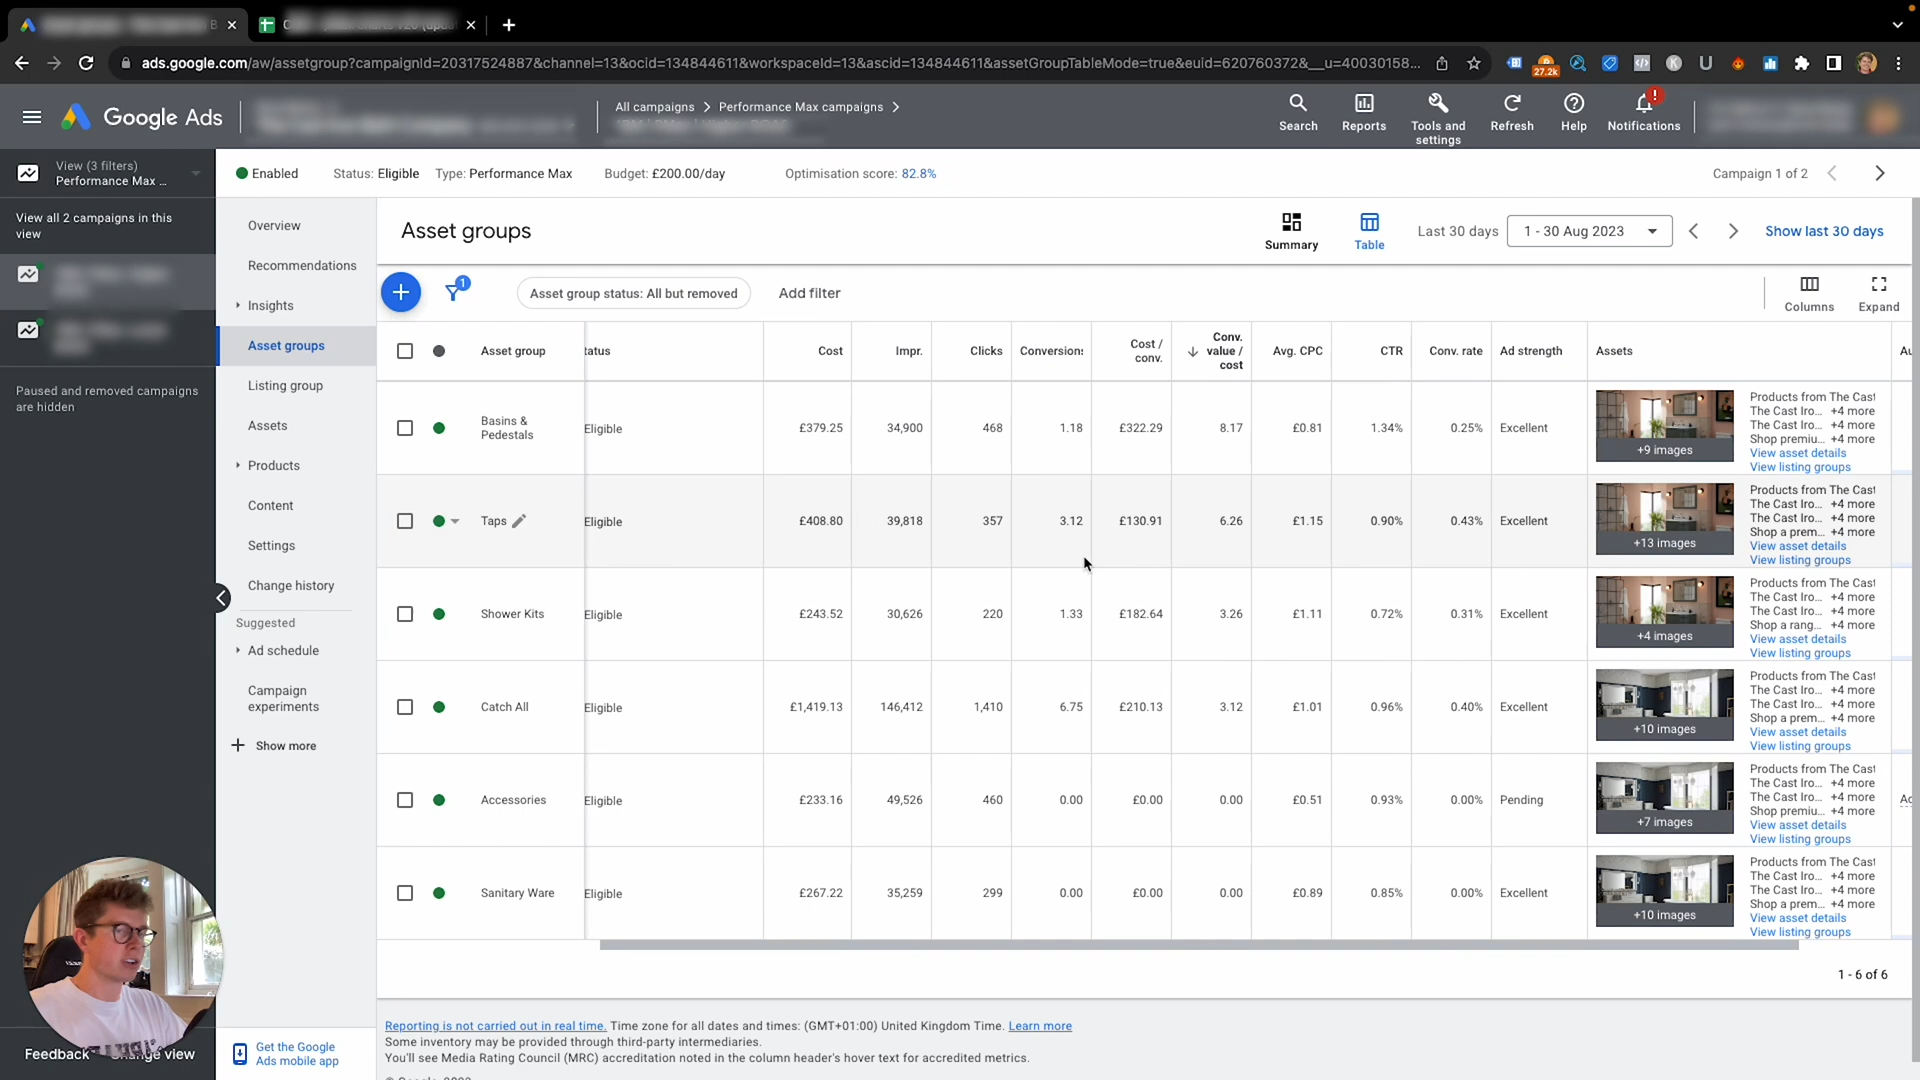 B
ads.google.com/aw/assetgroup?campaignId=20317524887&channel=13&ocid=134844611&workspaceId=13&ascid=134844611&assetGroupTableMode=true&euid=620760372&__u=40030158...
27.2k
Google Ads
All campaigns > Performance Max campaigns >
Search
Reports
Tools and settings
Refresh
Help
Notifications
View (3 filters)
Performance Max ...
View all 2 campaigns in this view
Paused and removed campaigns are hidden
Enabled Status: Eligible Type: Performance Max Budget: £200.00/day Optimisation score: 82.8% Campaign 1 of 2
Overview
Recommendations
Insights
Asset groups
Listing group
Assets
Products
Content
Settings
Change history
Suggested
Ad schedule
Campaign experiments
Show more
Get the Google Ads mobile app
Feedback
Asset groups
Summary
Table
Last 30 days 1 - 30 Aug 2023 Show last 30 days
1
Asset group status: All but removed Add filter
Columns
Expand
Asset group tatus Cost Impr. Clicks Conversions Cost / conv. Conv. value / cost Avg. CPC CTR Conv. rate Ad strength Assets Au
Basins & Pedestals Eligible £379.25 34,900 468 1.18 £322.29 8.17 £0.81 1.34% 0.25% Excellent
+9 images
Products from The Cast
The Cast Iro... +4 more
The Cast Iro... +4 more
Shop premiu... +4 more
View asset details
View listing groups
Taps Eligible £408.80 39,818 357 3.12 £130.91 6.26 £1.15 0.90% 0.43% Excellent
+13 images
Products from The Cast
The Cast Iro... +4 more
The Cast Iro... +4 more
Shop a prem... +4 more
View asset details
View listing groups
Shower Kits Eligible £243.52 30,626 220 1.33 £182.64 3.26 £1.11 0.72% 0.31% Excellent
+4 images
Products from The Cast
The Cast Iro... +4 more
The Cast Iro... +4 more
Shop a rang... +4 more
View asset details
View listing groups
Catch All Eligible £1,419.13 146,412 1,410 6.75 £210.13 3.12 £1.01 0.96% 0.40% Excellent
+10 images
Products from The Cast
The Cast Iro... +4 more
The Cast Iro... +4 more
Shop a prem... +4 more
View asset details
View listing groups
Accessories Eligible £233.16 49,526 460 0.00 £0.00 0.00 £0.51 0.93% 0.00% Pending
+7 images
Products from The Cast
The Cast Iro... +4 more
The Cast Iro... +4 more
Shop premiu... +4 more
View asset details
View listing groups
Ac
Sanitary Ware Eligible £267.22 35,259 299 0.00 £0.00 0.00 £0.89 0.85% 0.00% Excellent
+10 images
Products from The Cast
The Cast Iro... +4 more
The Cast Iro... +4 more
Shop a prem... +4 more
View asset details
View listing groups
1 - 6 of 6
Reporting is not carried out in real time. Time zone for all dates and times: (GMT+01:00) United Kingdom Time. Learn more
Some inventory may be provided through third-party intermediaries.
You'll see Media Rating Council (MRC) accreditation noted in the column header's hover text for accredited metrics.